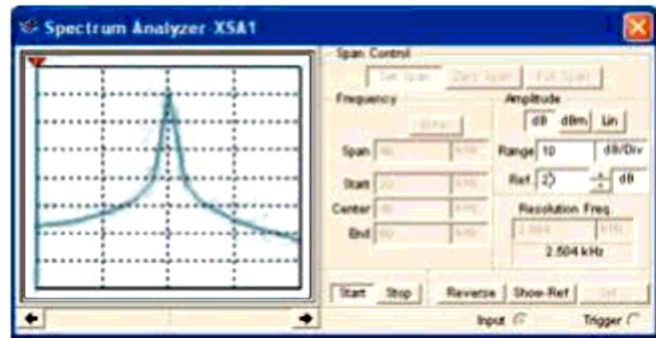 Spectrum Analyzer-XSA1
Span Control
Set Span Zero Span Full Span
Frequency
Amplitude
Enter
dB dBm Lin
Span kHz
Range 10 dB/Div
Start kHz
Ref. dB
Center kHz
Resolution Freq.
End kHz
kHz
2.504 kHz
Start Stop Reverse Show-Ref Set...
Input Trigger